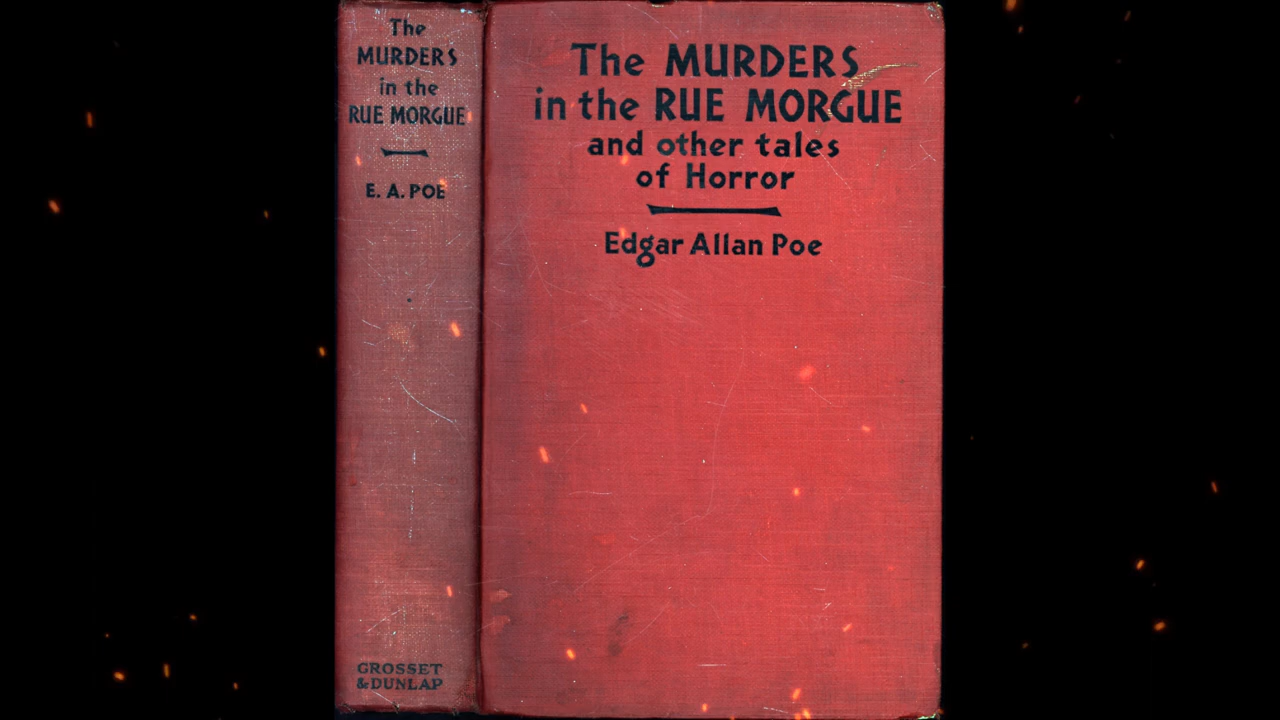 The
MURDERS
in the
RUE MORGUE
E. A. POE
GROSSET
& DUNLAP
The MURDERS
in the RUE MORGUE
and other tales
of Horror
Edgar Allan Poe